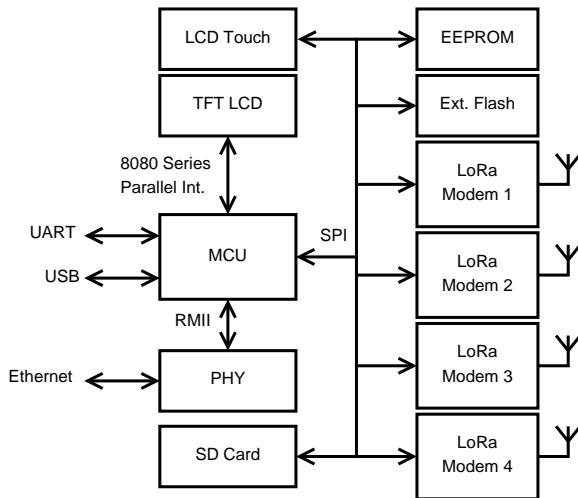 LCD Touch
EEPROM
TFT LCD
Ext. Flash
8080 Series
Parallel Int.
LoRa
Modem 1
UART
MCU
SPI
USB
LoRa
Modem 2
RMII
Ethernet
PHY
LoRa
Modem 3
SD Card
LoRa
Modem 4